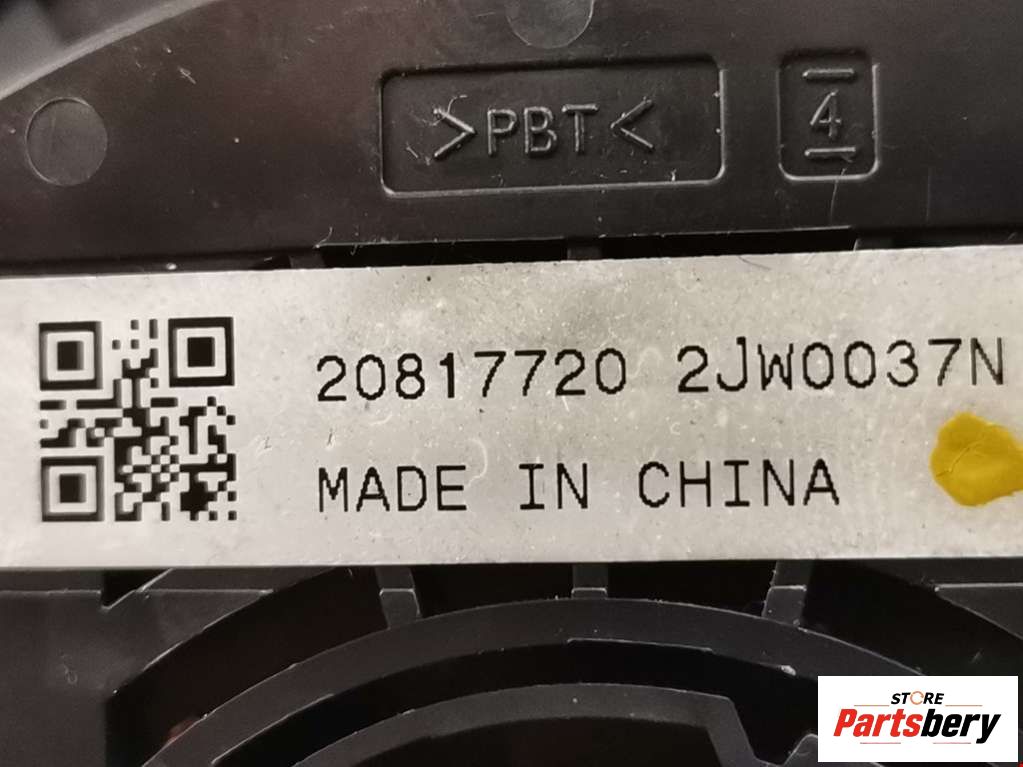 >PBT<
4
20817720 2JW0037N
MADE IN CHINA
STORE
Partsbery